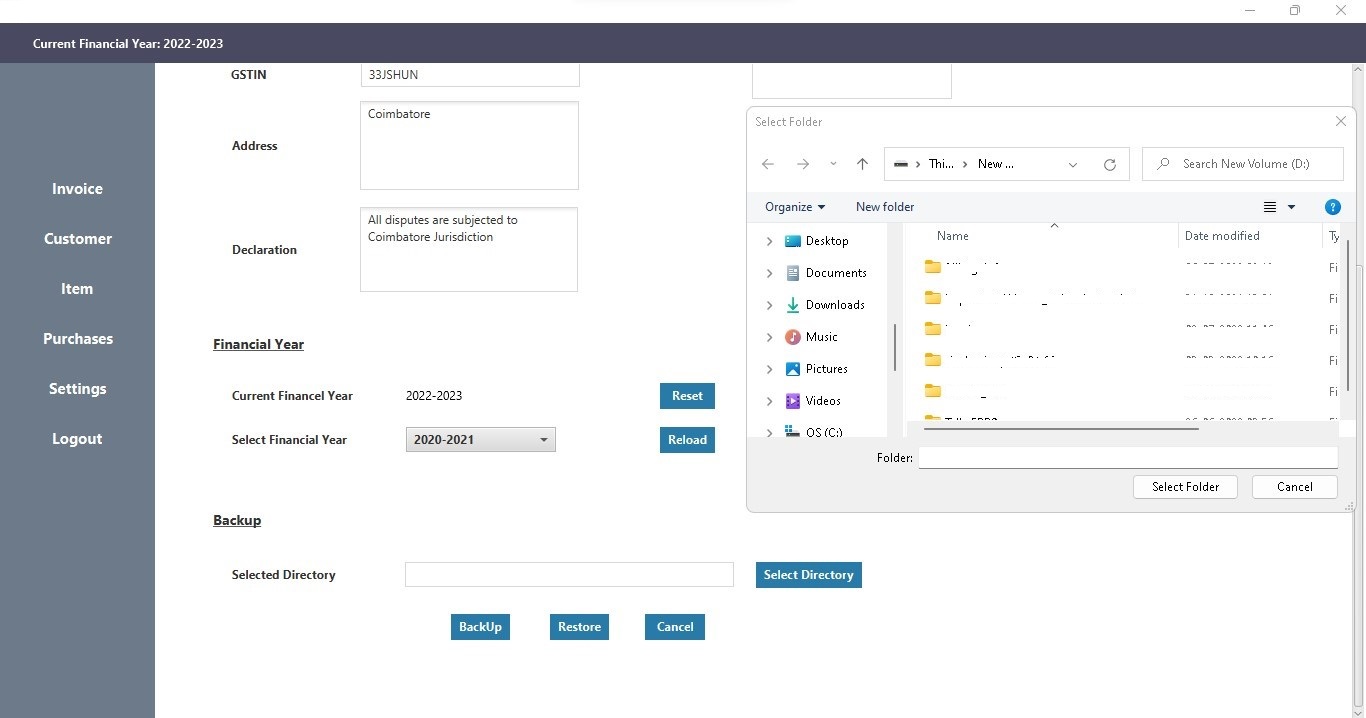 Current Financial Year: 2022-2023
GSTIN
33JSHUN
Address
Coimbatore
Declaration
All disputes are subjected to
Coimbatore Jurisdiction
Invoice
Customer
Item
Purchases
Settings
Logout
Financial Year
Current Financel Year
2022-2023
Reset
Select Financial Year
2020-2021
Reload
Backup
Selected Directory
Select Directory
BackUp
Restore
Cancel
Select Folder
Thi...
New ...
Search New Volume (D:)
Organize
New folder
Name
Date modified
Ty
Desktop
Documents
Downloads
Music
Pictures
Videos
OS (C:)
Fi
Fi
Fi
Fi
Fi
Fi
Folder:
Select Folder
Cancel